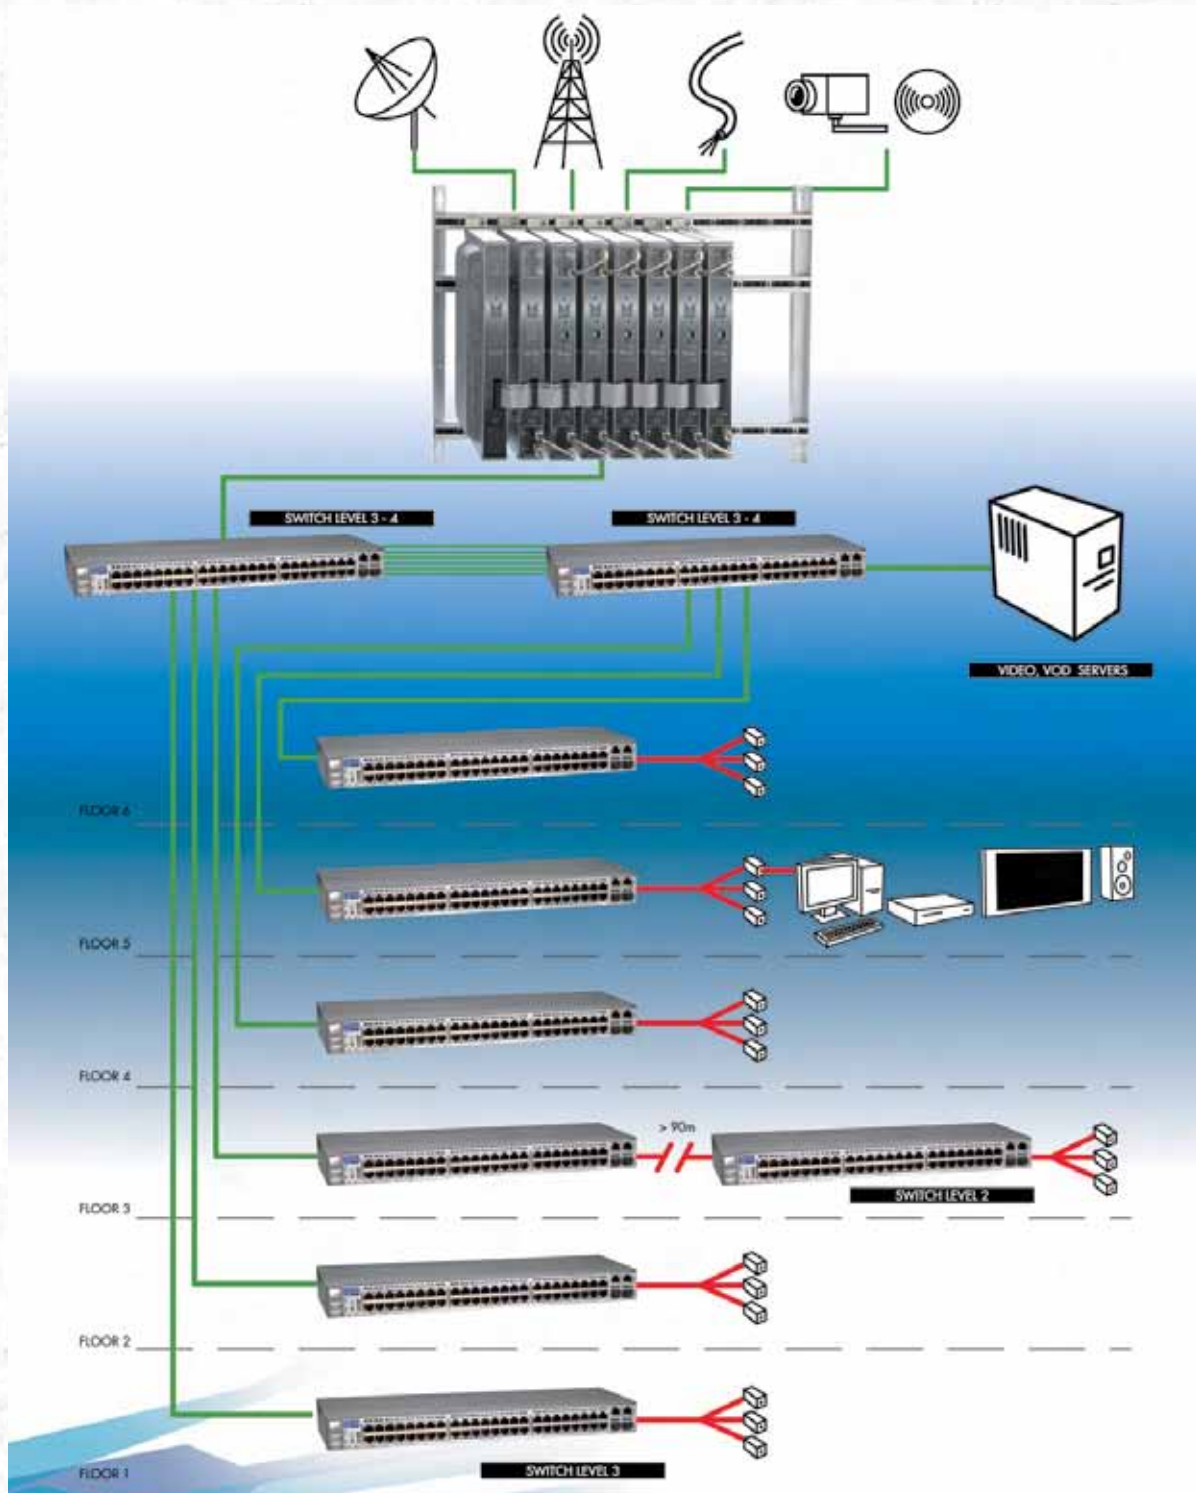 SWITCH LEVEL 3 - 4
SWITCH LEVEL 3 - 4
VIDEO, VOD SERVERS
FLOOR 6
FLOOR 5
FLOOR 4
> 90m
SWITCH LEVEL 2
FLOOR 3
FLOOR 2
SWITCH LEVEL 3
FLOOR 1